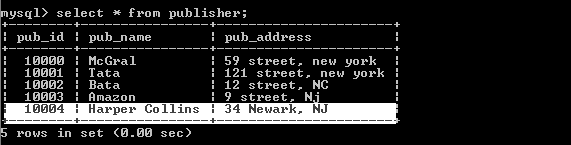 mysql> select * from publisher;
+--------+----------------+----------------------+
| pub_id | pub_name       | pub_address          |
+--------+----------------+----------------------+
|  10000 | McGral         | 59 street, new york  |
|  10001 | Tata           | 121 street, new york |
|  10002 | Bata           | 12 street, NC        |
|  10003 | Amazon         | 9 street, Nj         |
|  10004 | Harper Collins | 34 Newark, NJ        |
+--------+----------------+----------------------+
5 rows in set (0.00 sec)